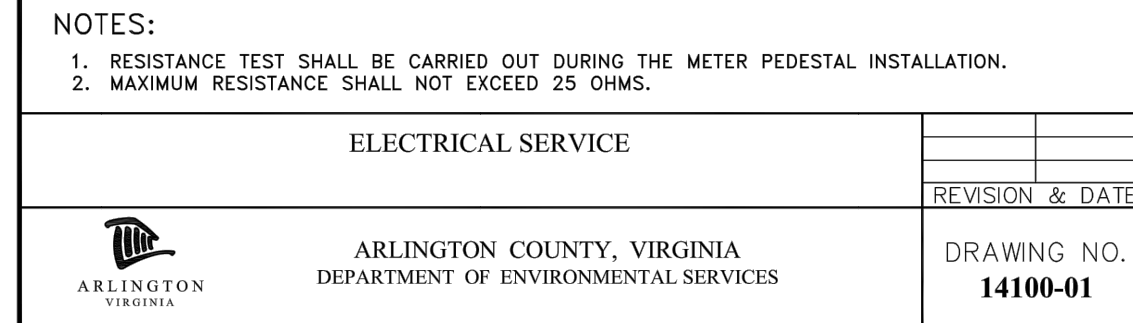 NOTES:
1. RESISTANCE TEST SHALL BE CARRIED OUT DURING THE METER PEDESTAL INSTALLATION.
2. MAXIMUM RESISTANCE SHALL NOT EXCEED 25 OHMS.
ELECTRICAL SERVICE
REVISION & DATE
ARLINGTON
VIRGINIA
ARLINGTON COUNTY, VIRGINIA
DEPARTMENT OF ENVIRONMENTAL SERVICES
DRAWING NO.
14100-01